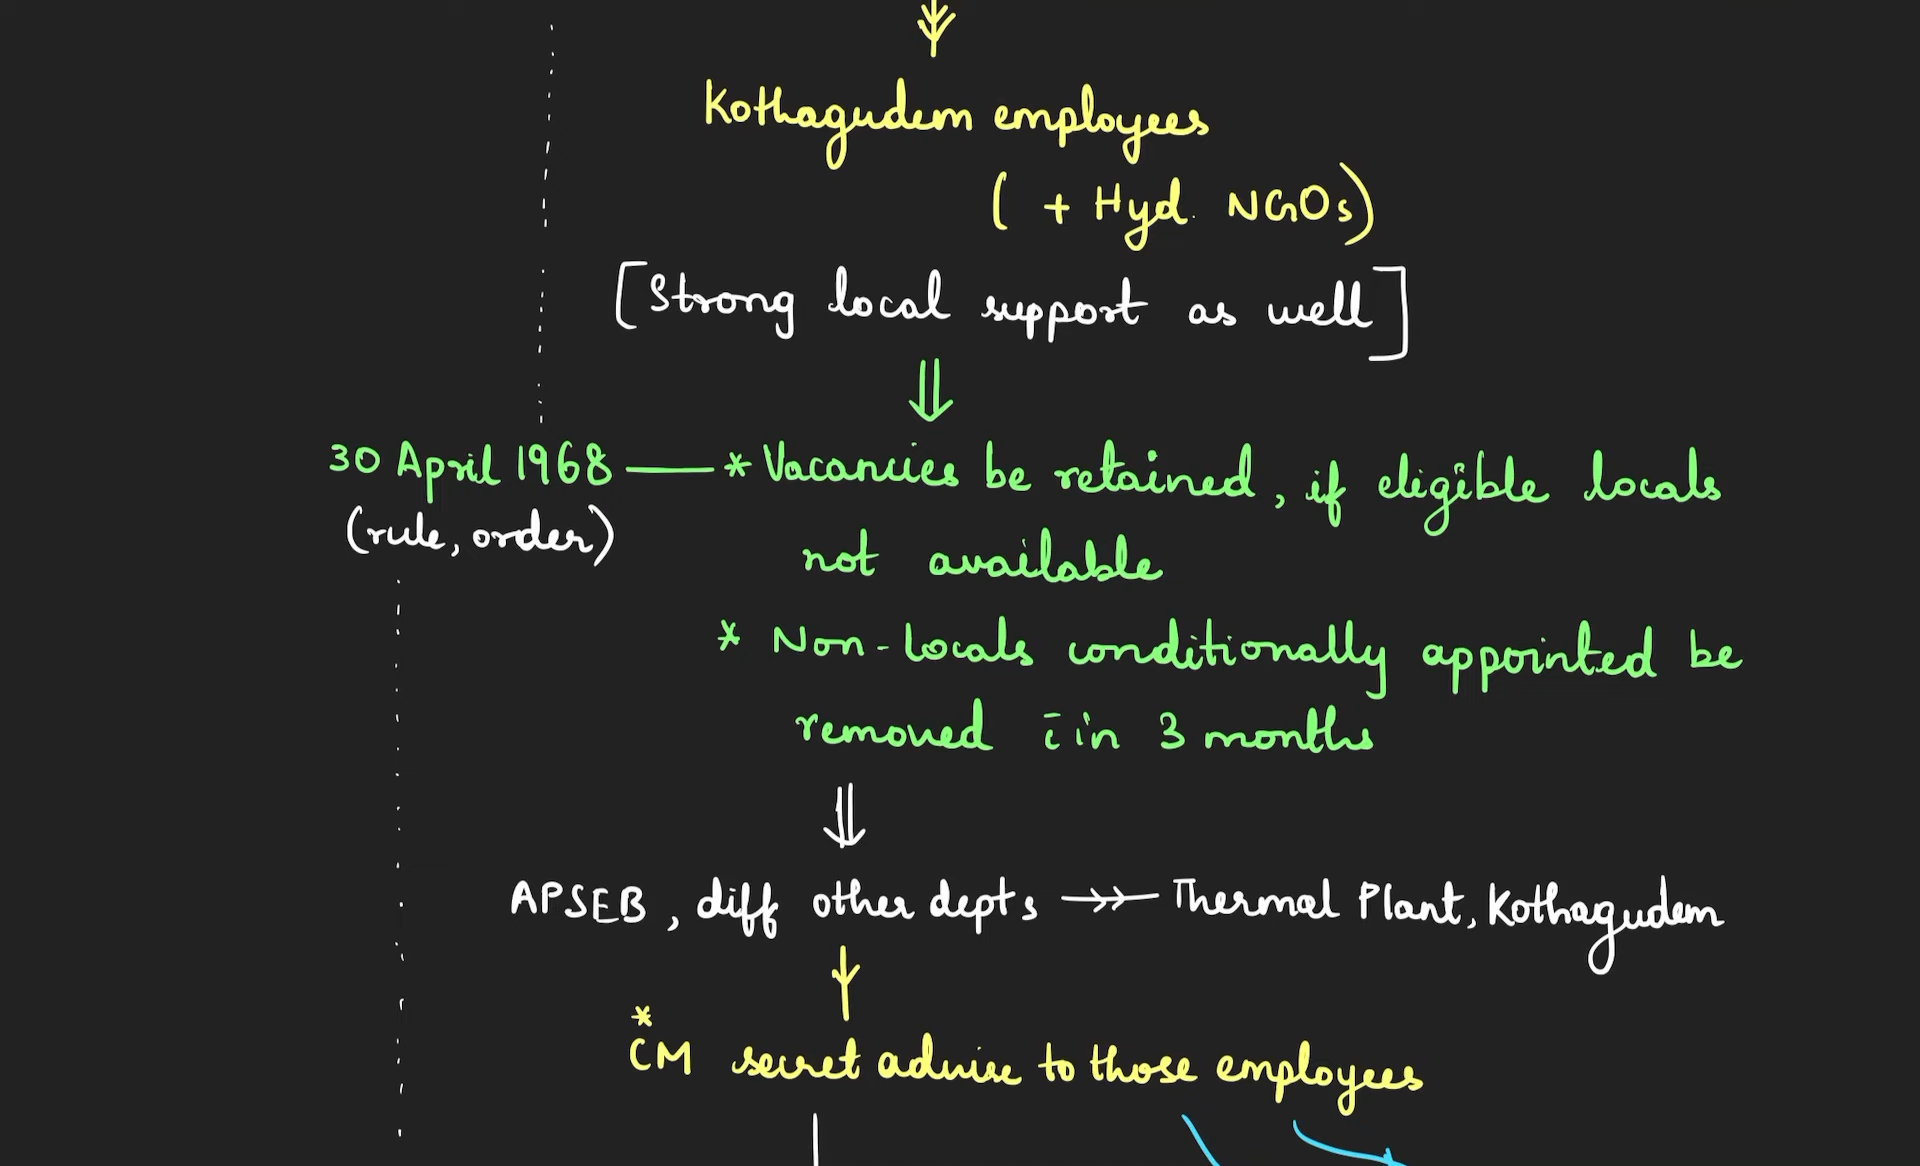 Kothagudem employees
( + Hyd. NGOs)
[Strong local support as well]
30 April 1968 — * Vacancies be retained, if eligible locals
(rule, order)
not available
* Non-locals conditionally appointed be
removed c̄ in 3 months
APSEB, diff other depts →→ Thermal Plant, Kothagudem
*
CM secret advise to those employees